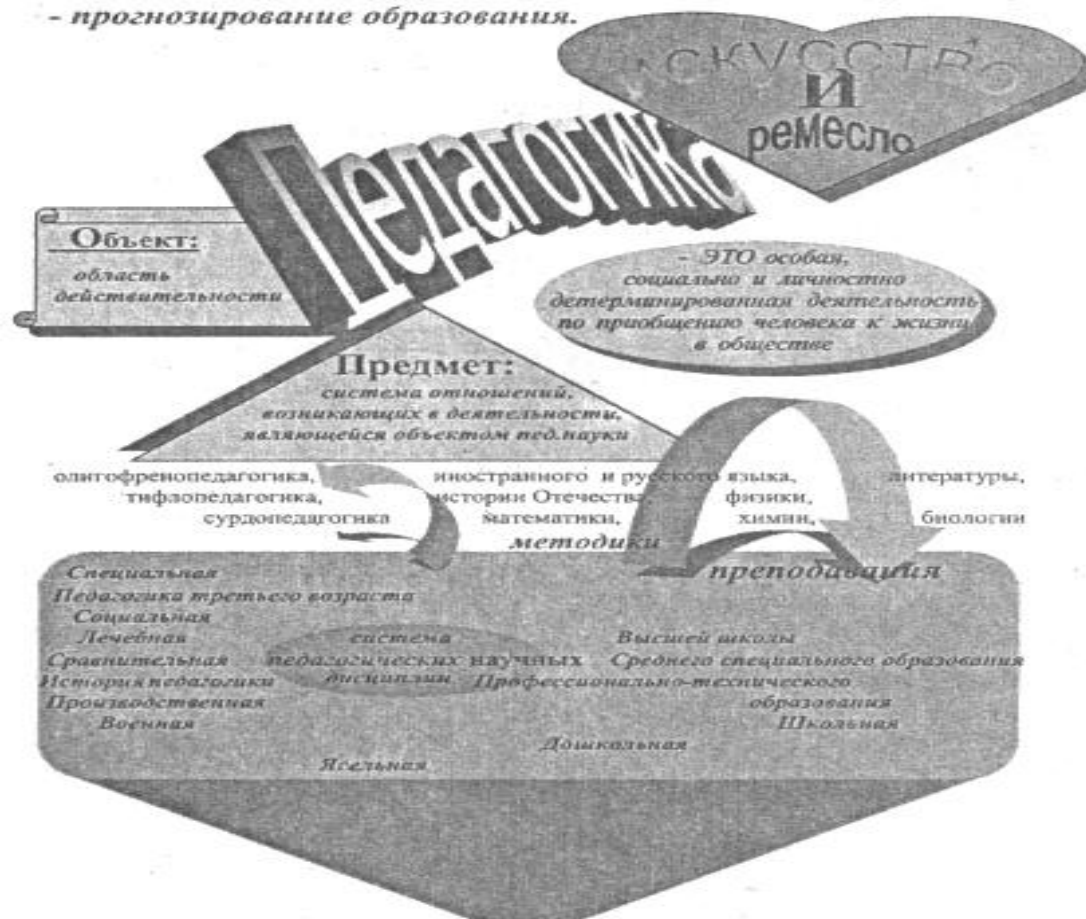 - прогнозирование образования.
ИСКУССТВО
И
ремесло
Педагогика
Объект:
область
действительности
- ЭТО особая,
социально и личностно
детерминированная деятельность
по приобщению человека к жизни
в обществе
Предмет:
система отношений,
возникающих в деятельности,
являющейся объектом пед.науки
олигофренопедагогика, иностранного и русского языка, литературы,
тифлопедагогика, истории Отечества, физики,
сурдопедагогика математики, химии, биологии
методики
преподавания
Специальная
Педагогика третьего возраста
Социальная
Лечебная система Высшей школы
Сравнительная педагогических научных Среднего специального образования
История педагогики дисциплин Профессионально-технического
Производственная образования
Военная Школьная
Дошкольная
Ясельная